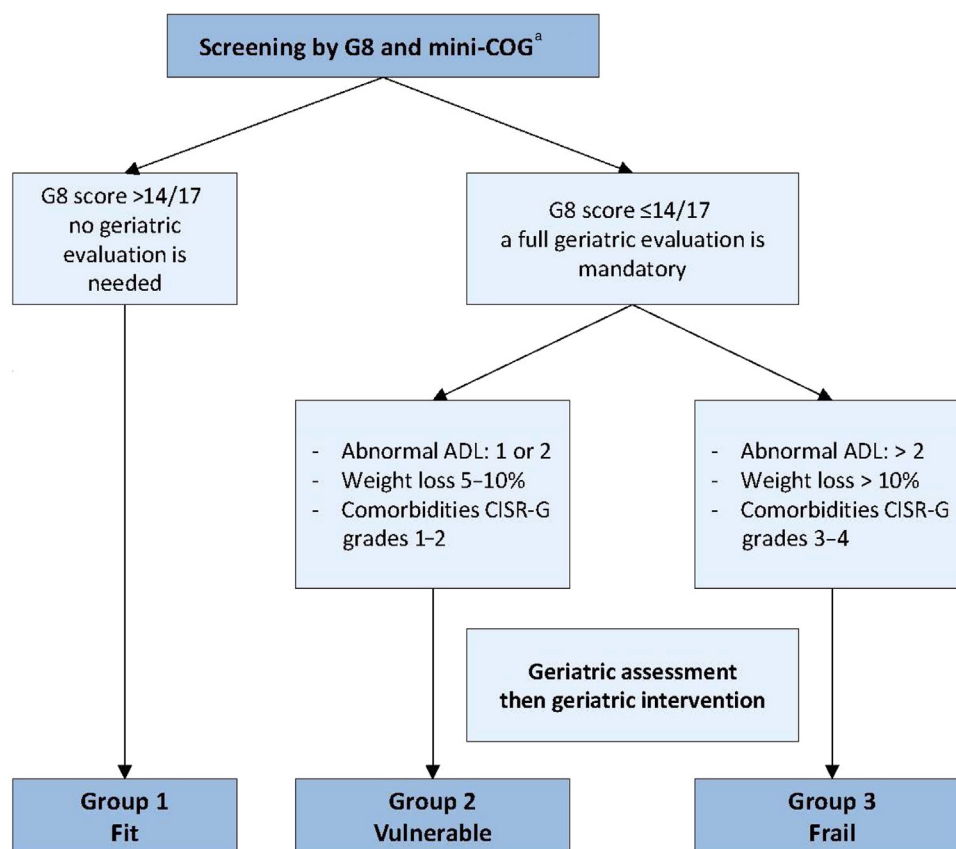 Screening by G8 and mini-COGᵃ
G8 score >14/17
no geriatric
evaluation is
needed
G8 score ≤14/17
a full geriatric evaluation is
mandatory
- Abnormal ADL: 1 or 2
- Weight loss 5–10%
- Comorbidities CISR-G
grades 1–2
- Abnormal ADL: > 2
- Weight loss > 10%
- Comorbidities CISR-G
grades 3–4
Geriatric assessment
then geriatric intervention
Group 1
Fit
Group 2
Vulnerable
Group 3
Frail